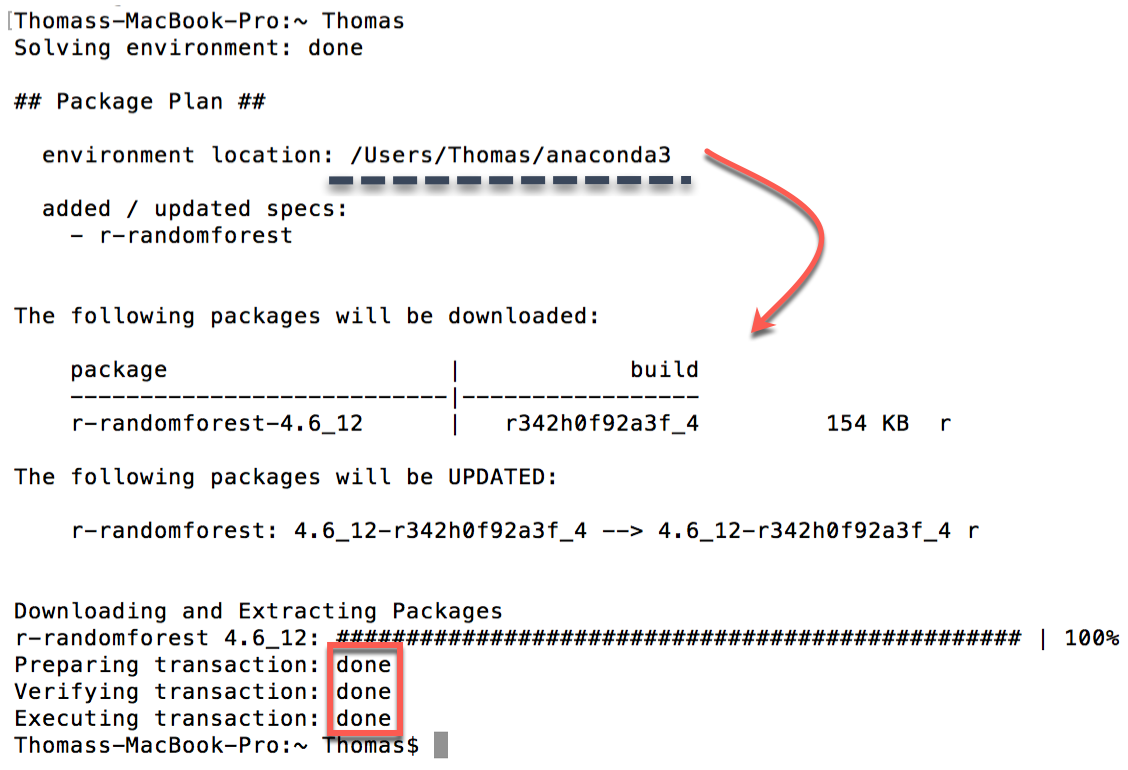 [Thomass-MacBook-Pro:~ Thomas
Solving environment: done
## Package Plan ##
environment location: /Users/Thomas/anaconda3
added / updated specs:
- r-randomforest
The following packages will be downloaded:
package | build
---------------------------|-----------------
r-randomforest-4.6_12 | r342h0f92a3f_4 154 KB r
The following packages will be UPDATED:
r-randomforest: 4.6_12-r342h0f92a3f_4 --> 4.6_12-r342h0f92a3f_4 r
Downloading and Extracting Packages
r-randomforest 4.6_12: ################################################# | 100%
Preparing transaction: done
Verifying transaction: done
Executing transaction: done
Thomass-MacBook-Pro:~ Thomas$